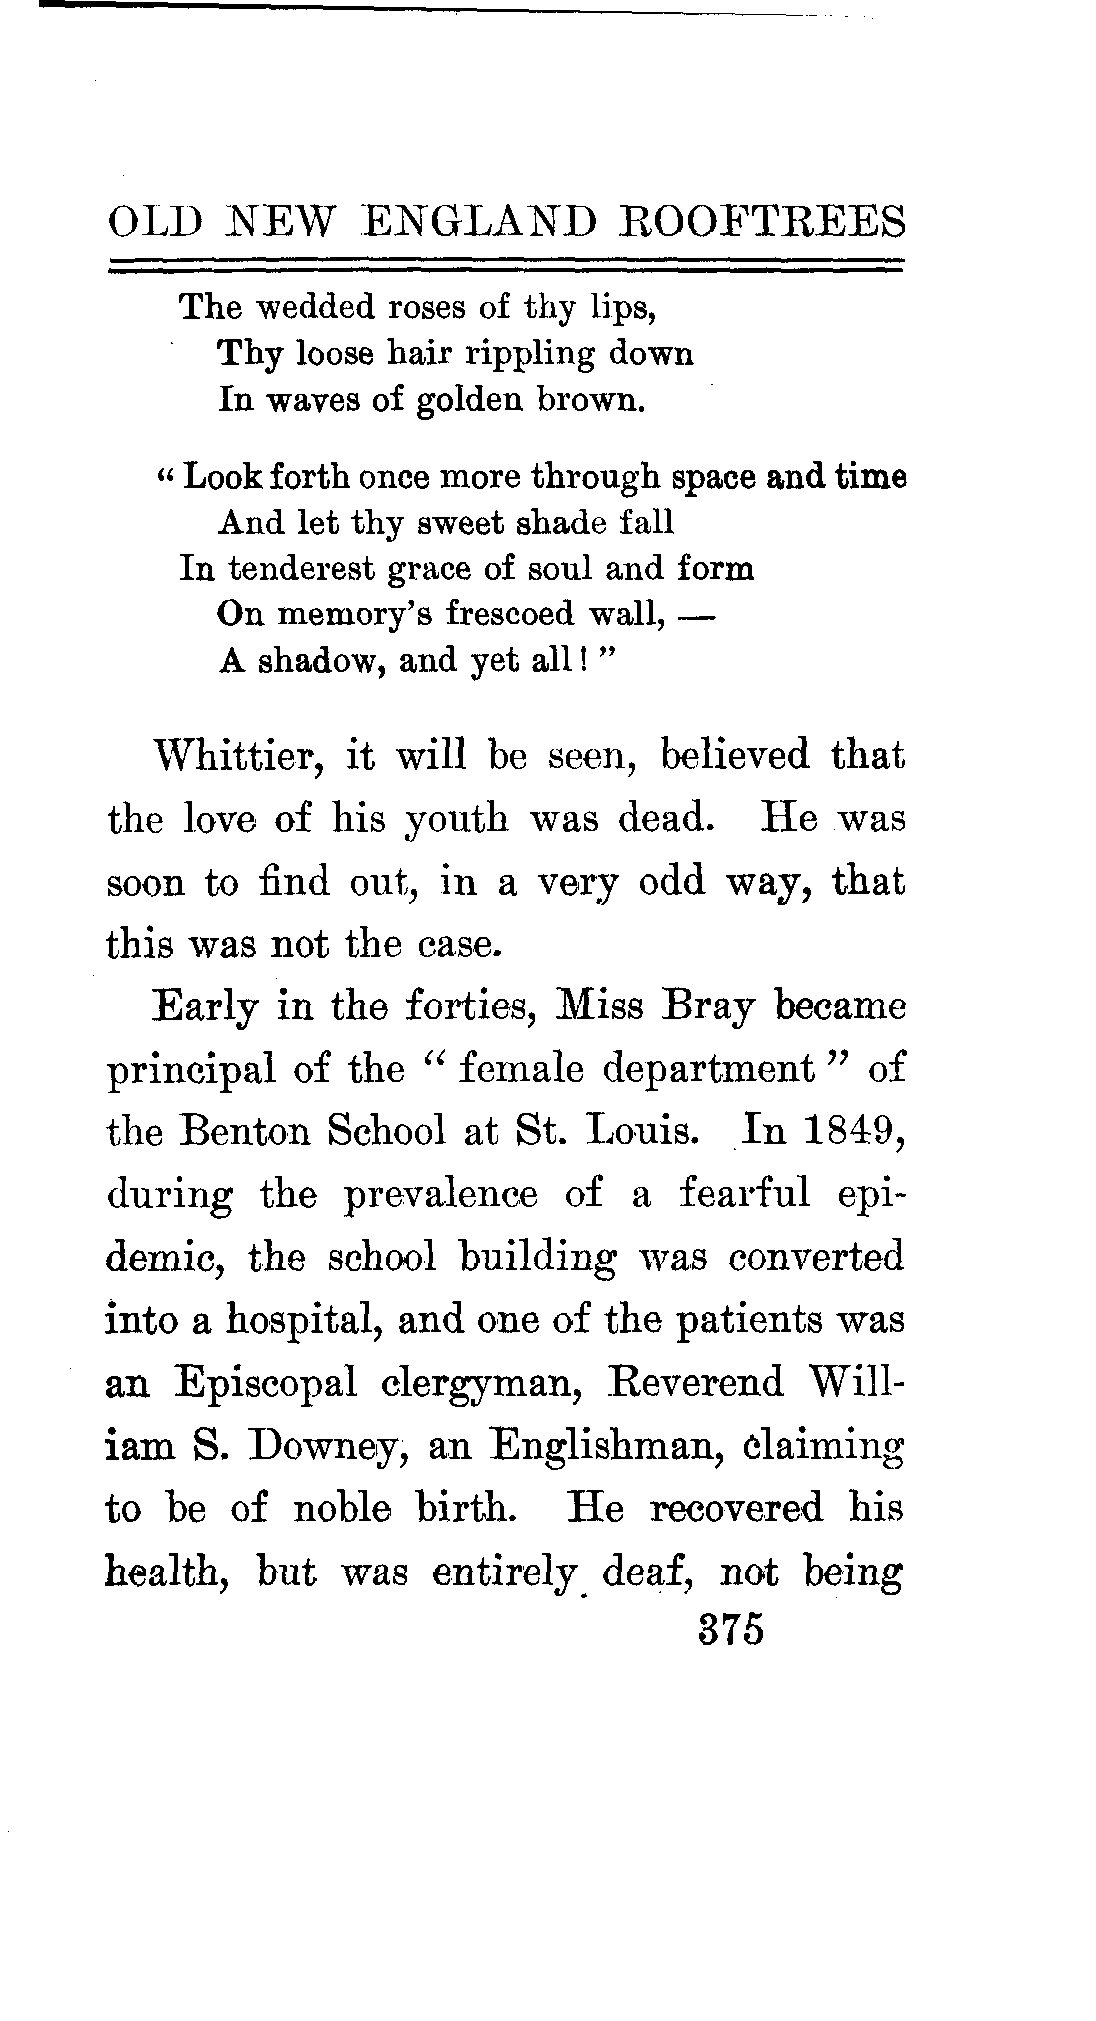 OLD NEW ENGLAND ROOFTREES
The wedded roses of thy lips,
Thy loose hair rippling down
In waves of golden brown.
" Look forth once more through space and time
And let thy sweet shade fall
In tenderest grace of soul and form
On memory's frescoed wall, —
A shadow, and yet all! "
Whittier, it will be seen, believed that
the love of his youth was dead. He was
soon to find out, in a very odd way, that
this was not the case.
Early in the forties, Miss Bray became
principal of the " female department " of
the Benton School at St. Louis. In 1849,
during the prevalence of a fearful epi-
demic, the school building was converted
into a hospital, and one of the patients was
an Episcopal clergyman, Reverend Will-
iam S. Downey, an Englishman, claiming
to be of noble birth. He recovered his
health, but was entirely deaf, not being
375